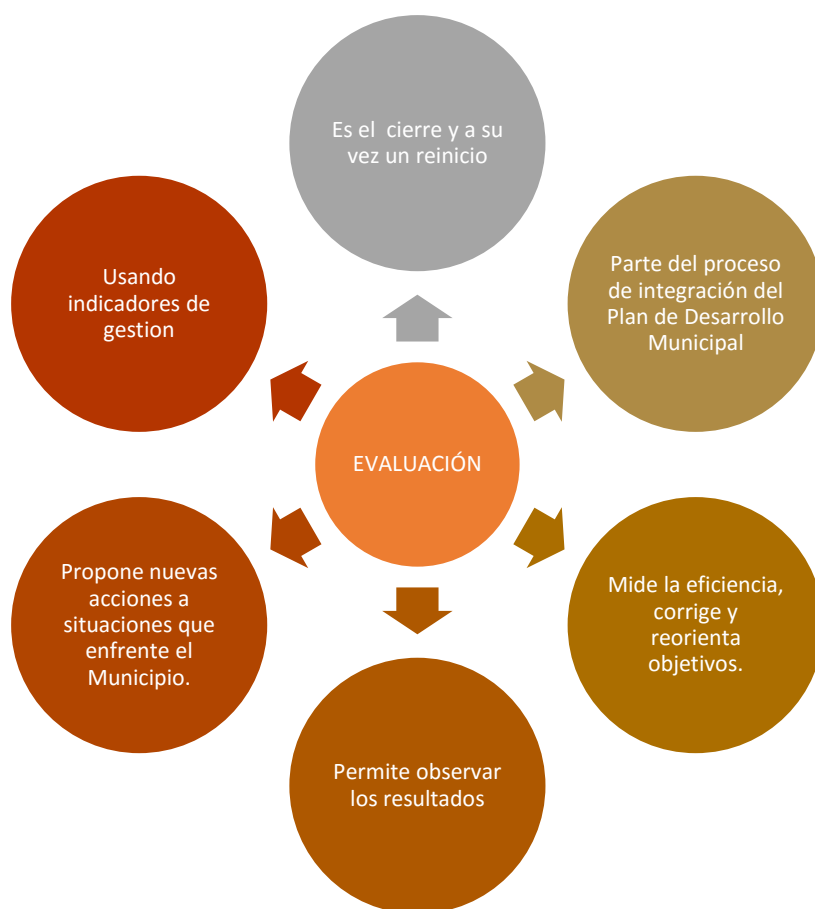 Es el  cierre y a su
vez un reinicio
Parte del proceso
de integración del
Plan de Desarrollo
Municipal
Mide la eficiencia,
corrige y
reorienta
objetivos.
Permite observar
los resultados
Propone nuevas
acciones a
situaciones que
enfrente el
Municipio.
Usando
indicadores de
gestion
EVALUACIÓN